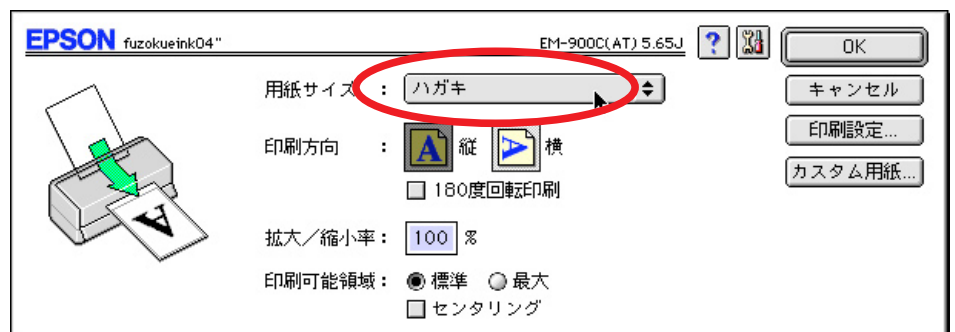 EPSON fuzokueink04" EM-900C(AT) 5.65J ? OK
用紙サイズ : ハガキ キャンセル
印刷方向 : A 縦 A 横 印刷設定...
カスタム用紙...
180度回転印刷
A
拡大／縮小率： 100 %
印刷可能領域： 標準 最大
センタリング